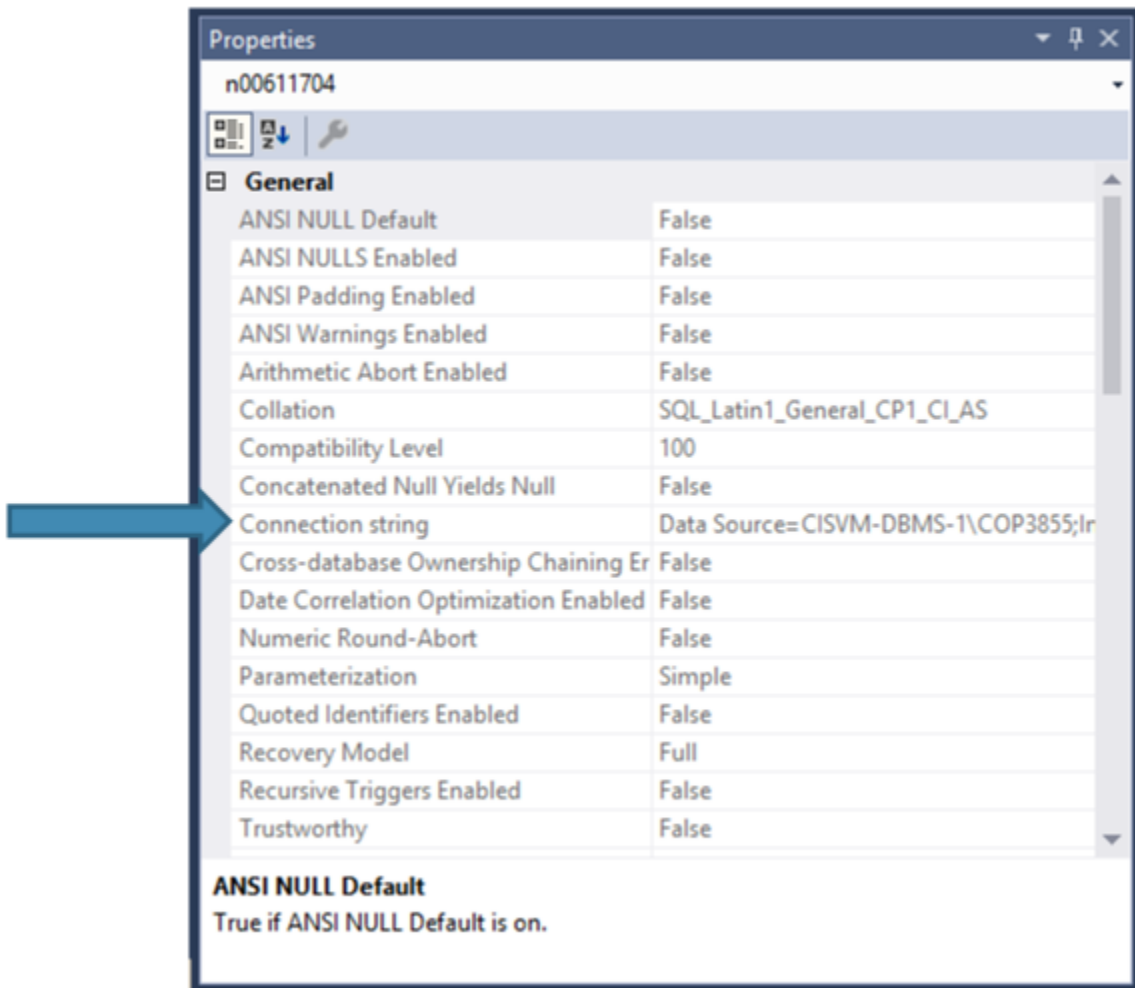 Properties
n00611704
General
ANSI NULL Default False
ANSI NULLS Enabled False
ANSI Padding Enabled False
ANSI Warnings Enabled False
Arithmetic Abort Enabled False
Collation SQL_Latin1_General_CP1_CI_AS
Compatibility Level 100
Concatenated Null Yields Null False
Connection string Data Source=CISVM-DBMS-1\COP3855;In
Cross-database Ownership Chaining Er False
Date Correlation Optimization Enabled False
Numeric Round-Abort False
Parameterization Simple
Quoted Identifiers Enabled False
Recovery Model Full
Recursive Triggers Enabled False
Trustworthy False
ANSI NULL Default
True if ANSI NULL Default is on.